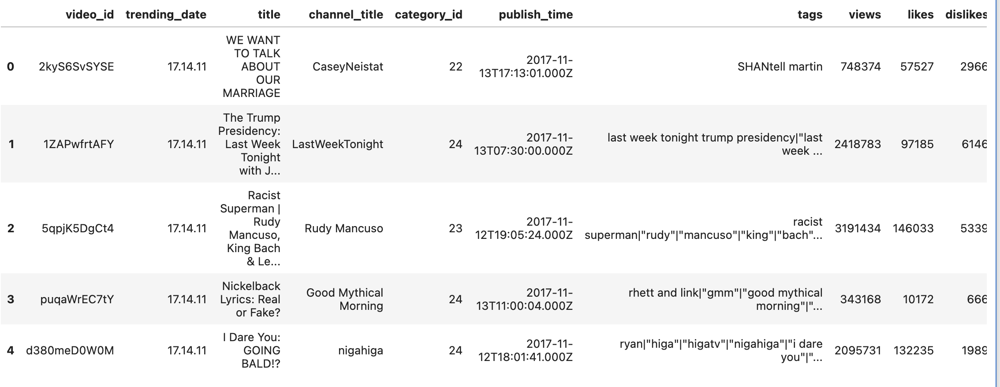 video_id trending_date title channel_title category_id publish_time tags views likes dislikes
0 2kyS6SvSYSE 17.14.11 WE WANT TO TALK ABOUT OUR MARRIAGE CaseyNeistat 22 2017-11-13T17:13:01.000Z SHANtell martin 748374 57527 2966
1 1ZAPwfrtAFY 17.14.11 The Trump Presidency: Last Week Tonight with J... LastWeekTonight 24 2017-11-13T07:30:00.000Z last week tonight trump presidency|"last week ... 2418783 97185 6146
2 5qpjK5DgCt4 17.14.11 Racist Superman | Rudy Mancuso, King Bach & Le... Rudy Mancuso 23 2017-11-12T19:05:24.000Z racist superman|"rudy"|"mancuso"|"king"|"bach"... 3191434 146033 5339
3 puqaWrEC7tY 17.14.11 Nickelback Lyrics: Real or Fake? Good Mythical Morning 24 2017-11-13T11:00:04.000Z rhett and link|"gmm"|"good mythical morning"|"... 343168 10172 666
4 d380meD0W0M 17.14.11 I Dare You: GOING BALD!? nigahiga 24 2017-11-12T18:01:41.000Z ryan|"higa"|"higatv"|"nigahiga"|"i dare you"|"... 2095731 132235 1989